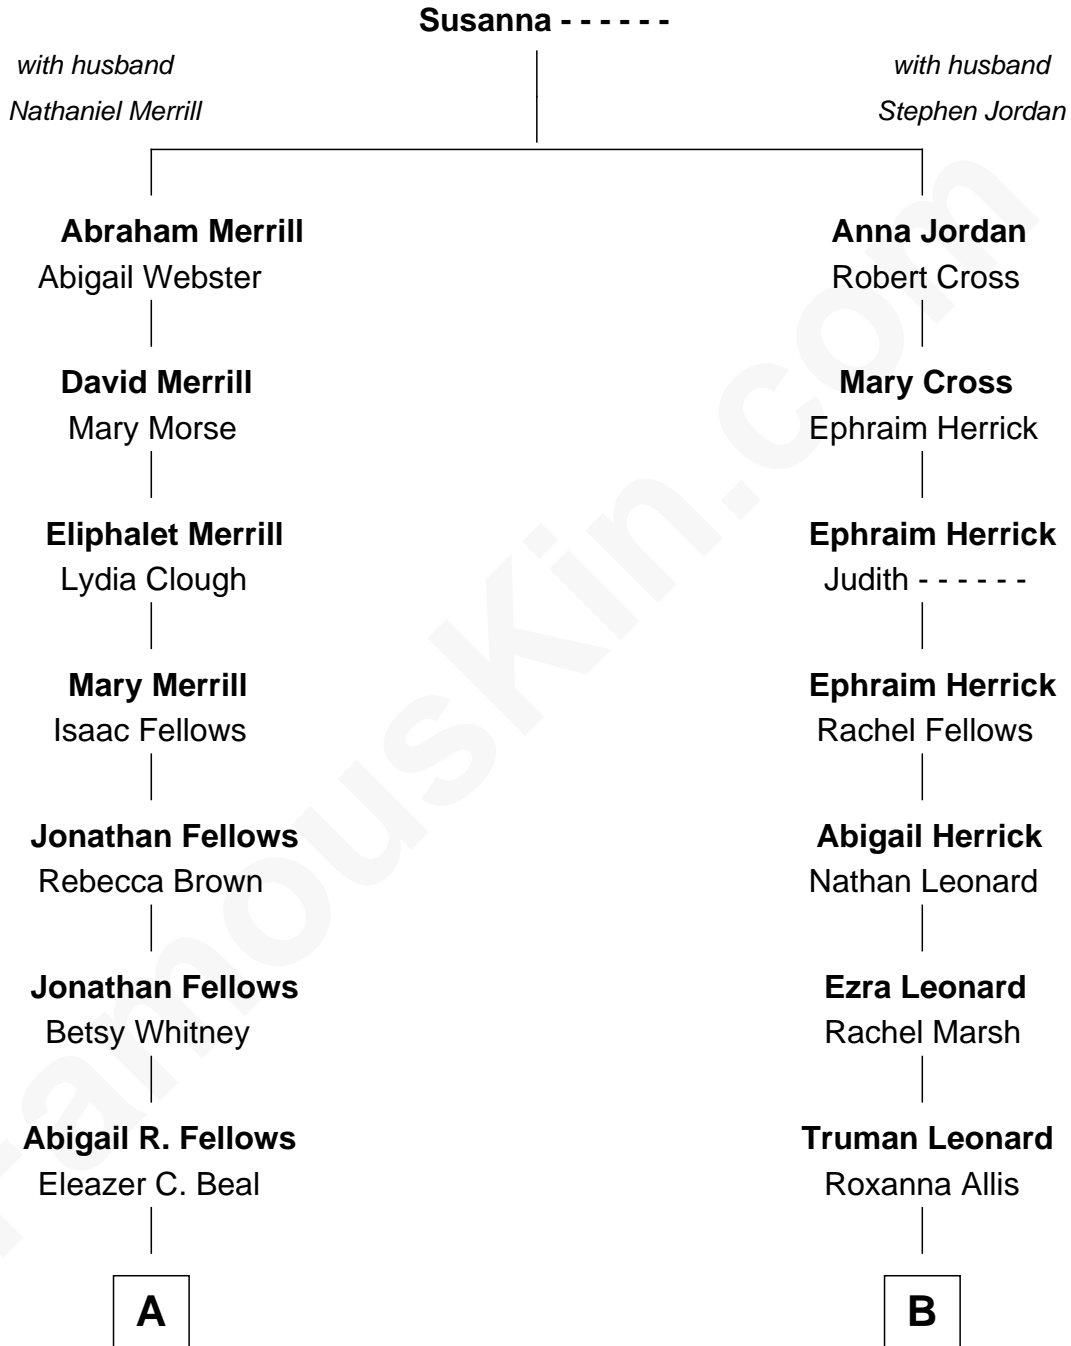 Susanna - - - - - -
with husband
Nathaniel Merrill
with husband
Stephen Jordan
Abraham Merrill
Abigail Webster
Anna Jordan
Robert Cross
David Merrill
Mary Morse
Mary Cross
Ephraim Herrick
Eliphalet Merrill
Lydia Clough
Ephraim Herrick
Judith - - - - - -
Mary Merrill
Isaac Fellows
Ephraim Herrick
Rachel Fellows
Jonathan Fellows
Rebecca Brown
Abigail Herrick
Nathan Leonard
Jonathan Fellows
Betsy Whitney
Ezra Leonard
Rachel Marsh
Abigail R. Fellows
Eleazer C. Beal
Truman Leonard
Roxanna Allis
A
B
FamousKin.com